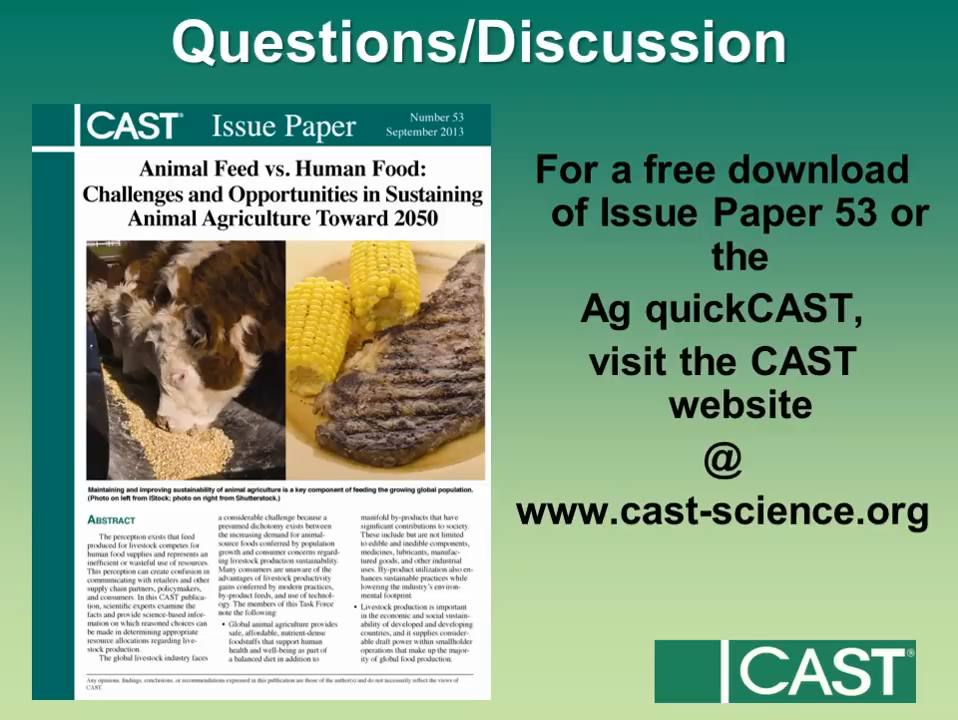 Questions/Discussion
CAST®
Issue Paper
Number 53
September 2013
Animal Feed vs. Human Food:
Challenges and Opportunities in Sustaining
Animal Agriculture Toward 2050
Maintaining and improving sustainability of animal agriculture is a key component of feeding the growing global population.
(Photo on left from iStock; photo on right from Shutterstock.)
ABSTRACT
The perception exists that feed
produced for livestock competes for
human food supplies and represents an
inefficient or wasteful use of resources.
This perception can create confusion in
communicating with retailers and other
supply chain partners, policymakers,
and consumers. In this CAST publica-
tion, scientific experts examine the
facts and provide science-based infor-
mation on which reasoned choices can
be made in determining appropriate
resource allocations regarding live-
stock production.
The global livestock industry faces
a considerable challenge because a
presumed dichotomy exists between
the increasing demand for animal-
source foods conferred by population
growth and consumer concerns regard-
ing livestock production sustainability.
Many consumers are unaware of the
advantages of livestock productivity
gains conferred by modern practices,
by-product feeds, and use of technol-
ogy. The members of this Task Force
note the following:
• Global animal agriculture provides
safe, affordable, nutrient-dense
foodstuffs that support human
health and well-being as part of
a balanced diet in addition to
manifold by-products that have
significant contributions to society.
These include but are not limited
to edible and inedible components,
medicines, lubricants, manufac-
tured goods, and other industrial
uses. By-product utilization also en-
hances sustainable practices while
lowering the industry's environ-
mental footprint.
• Livestock production is important
in the economic and social sustain-
ability of developed and developing
countries, and it supplies consider-
able draft power within smallholder
operations that make up the major-
ity of global food production.
Any opinions, findings, conclusions, or recommendations expressed in this publication are those of the author(s) and do not necessarily reflect the views of
CAST.
For a free download
of Issue Paper 53 or
the
Ag quickCAST,
visit the CAST
website
@
www.cast-science.org
CAST®